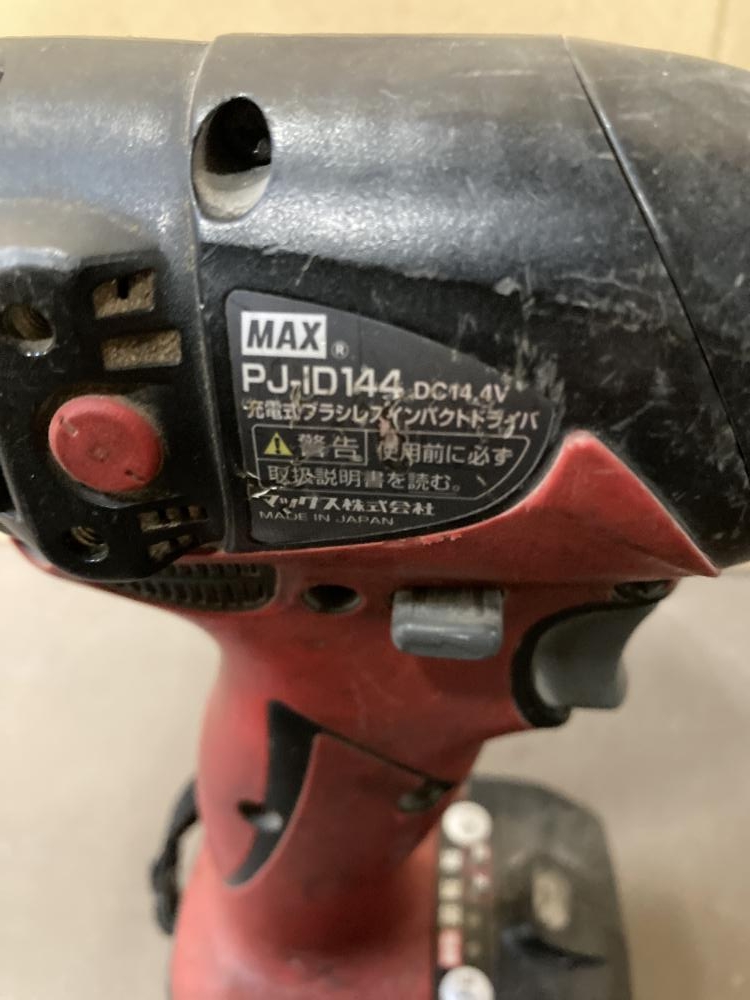 MAX ®
PJ-ID144 DC14.4V
充電式ブラシレスインパクトドライバ
警告 使用前に必ず
取扱説明書を読む。
マックス株式会社
MADE IN JAPAN